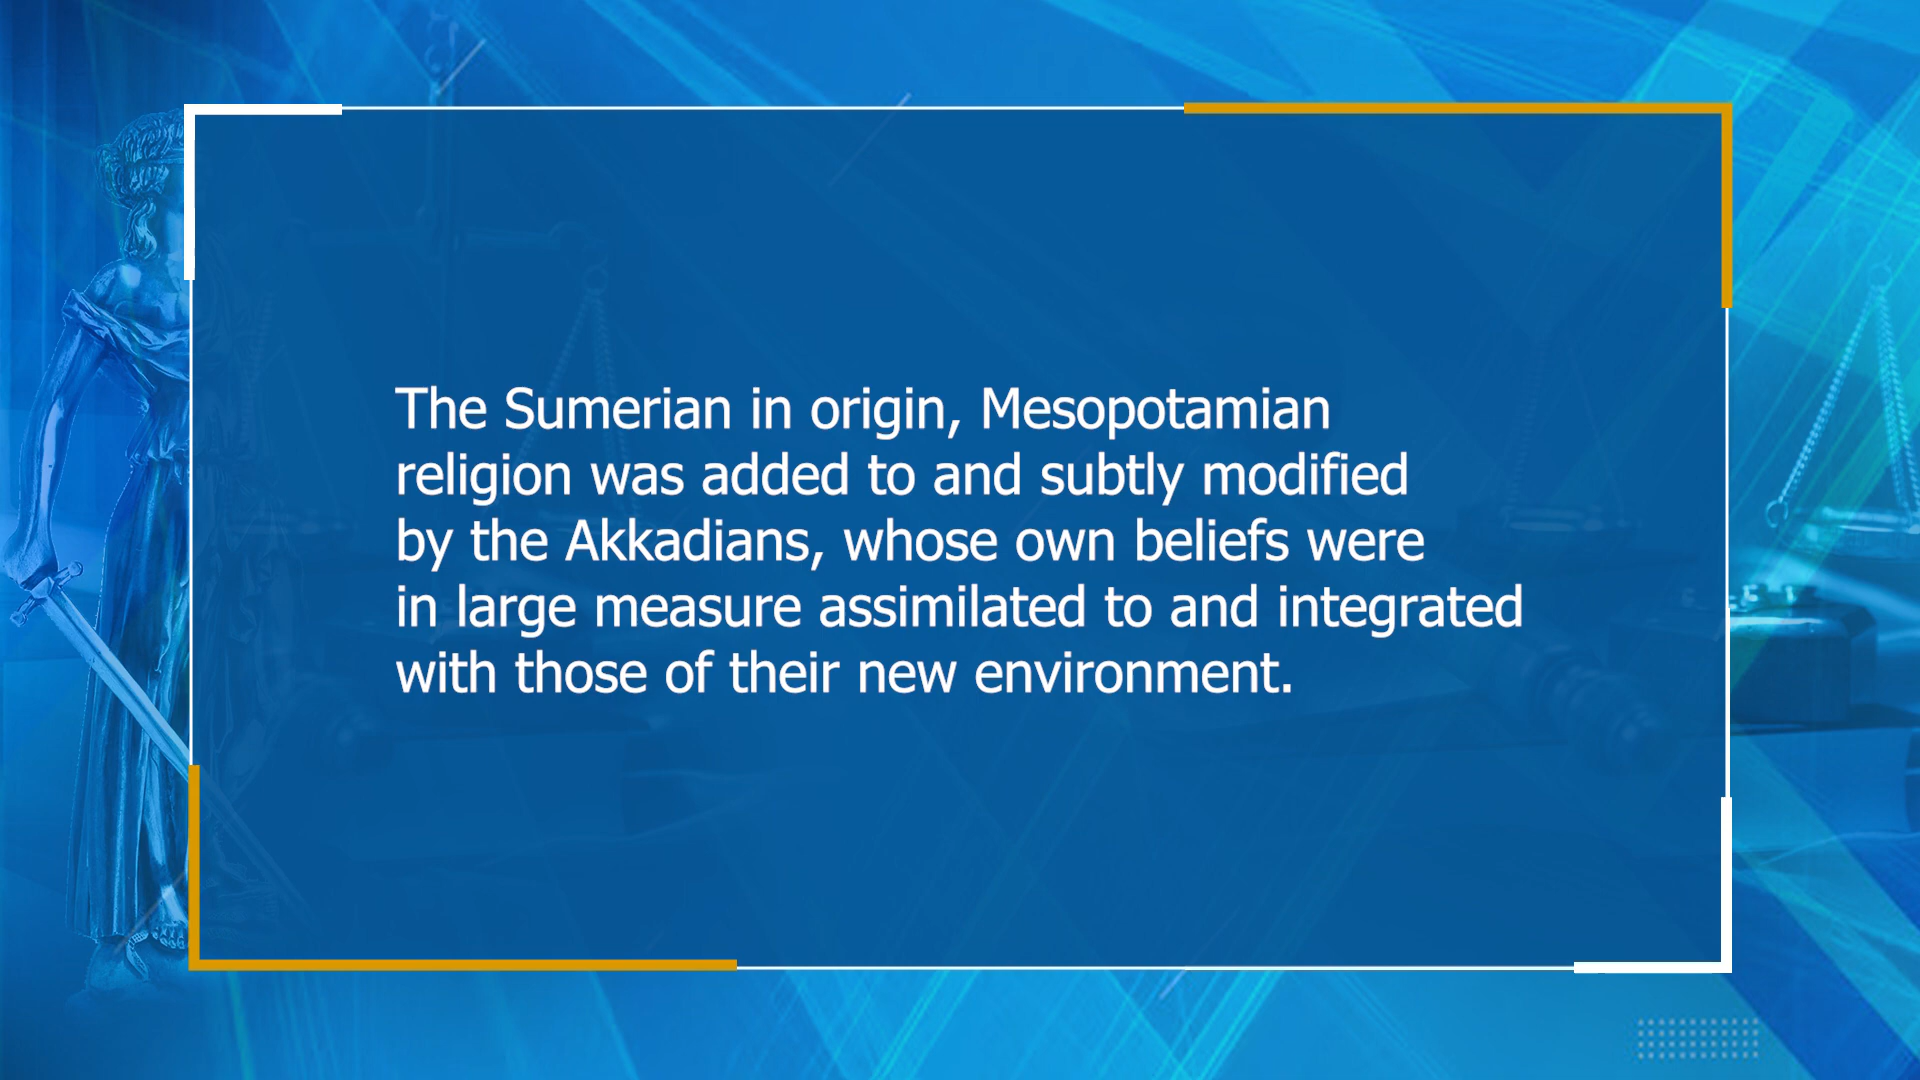 The Sumerian in origin, Mesopotamian
religion was added to and subtly modified
by the Akkadians, whose own beliefs were
in large measure assimilated to and integrated
with those of their new environment.